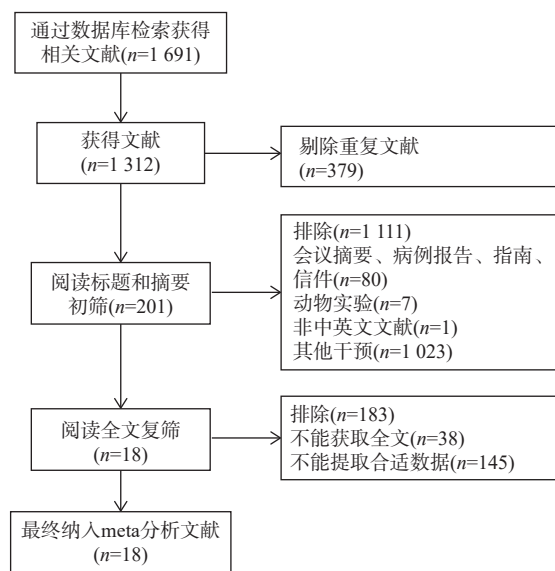 通过数据库检索获得
相关文献(n=1 691)
获得文献
(n=1 312)
剔除重复文献
(n=379)
阅读标题和摘要
初筛(n=201)
排除(n=1 111)
会议摘要、病例报告、指南、
信件(n=80)
动物实验(n=7)
非中英文文献(n=1)
其他干预(n=1 023)
阅读全文复筛
(n=18)
排除(n=183)
不能获取全文(n=38)
不能提取合适数据(n=145)
最终纳入meta分析文献
(n=18)